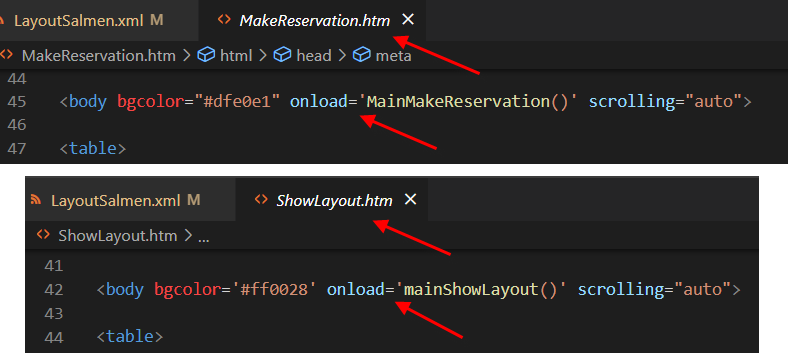 LayoutSalmen.xml M <> MakeReservation.htm ×
<> MakeReservation.htm > html > head > meta
44
45 <body bgcolor="#dfe0e1" onload='MainMakeReservation()' scrolling="auto">
46
47 <table>
LayoutSalmen.xml M <> ShowLayout.htm ×
<> ShowLayout.htm > ...
41
42 <body bgcolor='#ff0028' onload='mainShowLayout()' scrolling="auto">
43
44 <table>